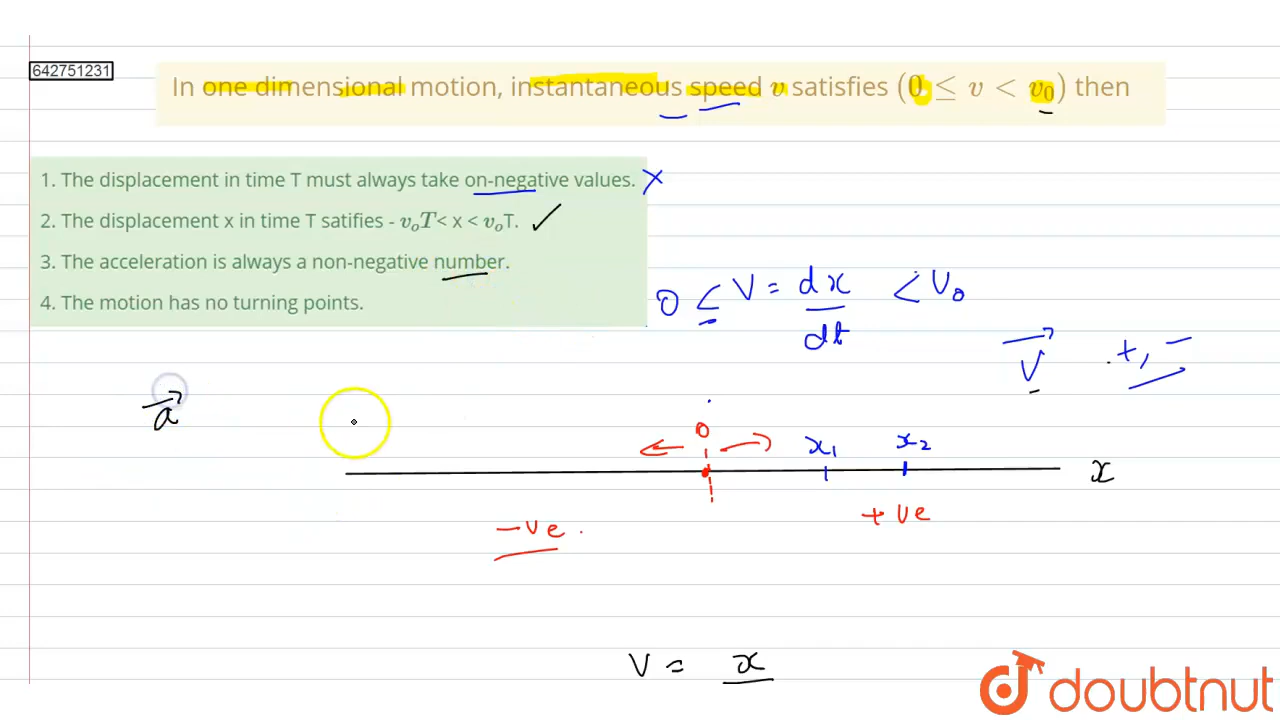 642751231
In one dimensional motion, instantaneous speed v satisfies (0 ≤ v < v₀) then
1. The displacement in time T must always take on-negative values. ×
2. The displacement x in time T satifies - vₒT< x < vₒT. ✓
3. The acceleration is always a non-negative number.
4. The motion has no turning points.
0 ≤ V = dx/dt < V₀
V⃗ +, −
a⃗
0 x₁ x₂
x
−ve + ve
V = x
doubtnut